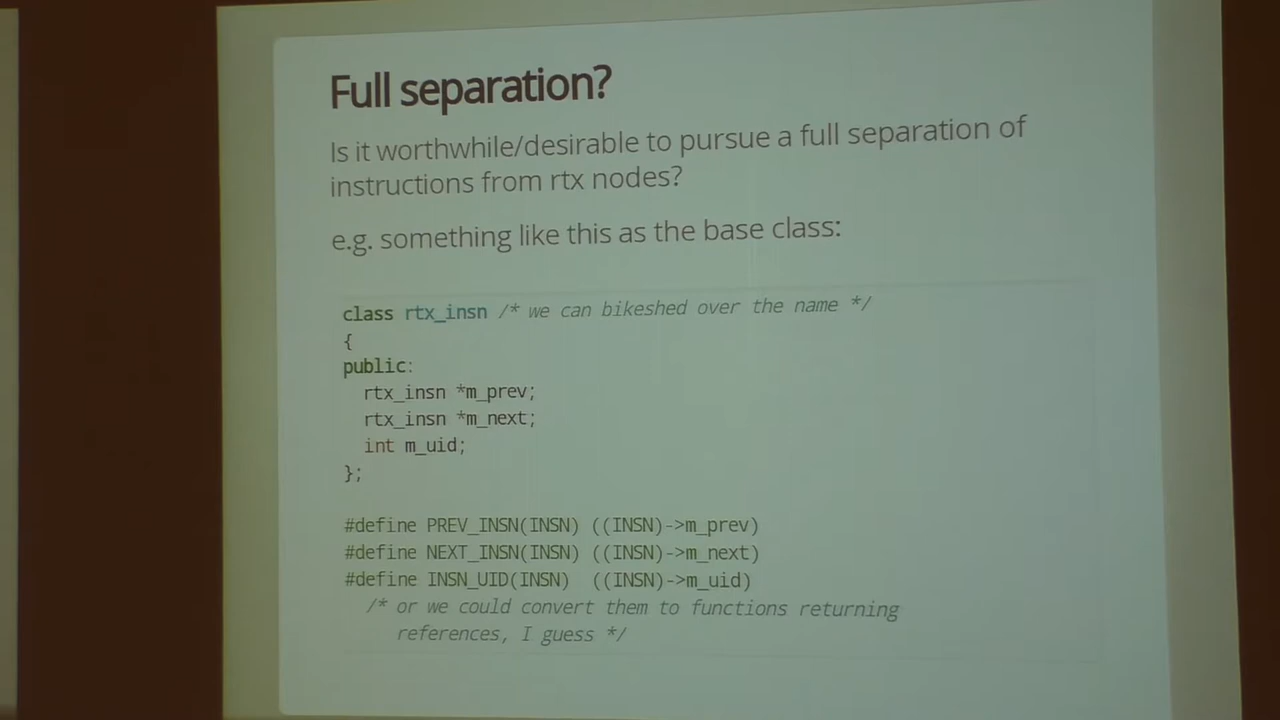 Full separation?
Is it worthwhile/desirable to pursue a full separation of
instructions from rtx nodes?
e.g. something like this as the base class:
class rtx_insn /* we can bikeshed over the name */
{
public:
rtx_insn *m_prev;
rtx_insn *m_next;
int m_uid;
};
#define PREV_INSN(INSN) ((INSN)->m_prev)
#define NEXT_INSN(INSN) ((INSN)->m_next)
#define INSN_UID(INSN)  ((INSN)->m_uid)
/* or we could convert them to functions returning
references, I guess */